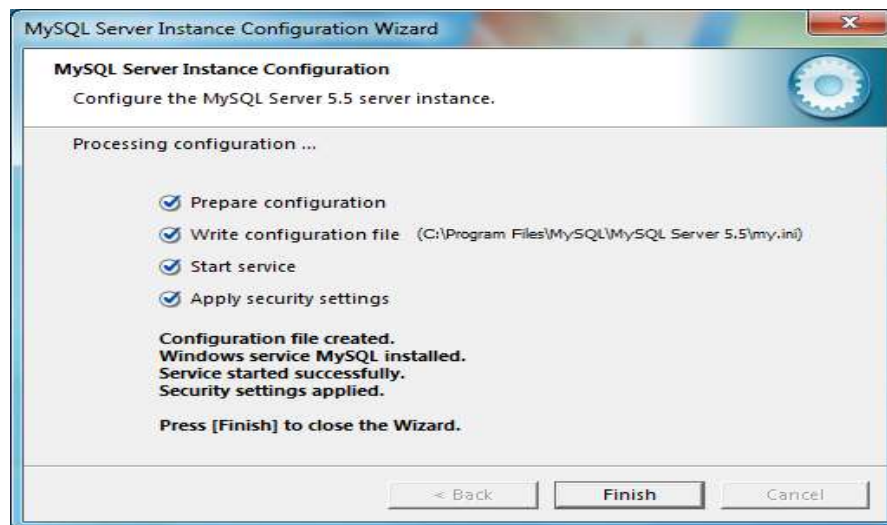 MySQL Server Instance Configuration Wizard
MySQL Server Instance Configuration
Configure the MySQL Server 5.5 server instance.
Processing configuration ...
Prepare configuration
Write configuration file (C:\Program Files\MySQL\MySQL Server 5.5\my.ini)
Start service
Apply security settings
Configuration file created.
Windows service MySQL installed.
Service started successfully.
Security settings applied.
Press [Finish] to close the Wizard.
< Back Finish Cancel